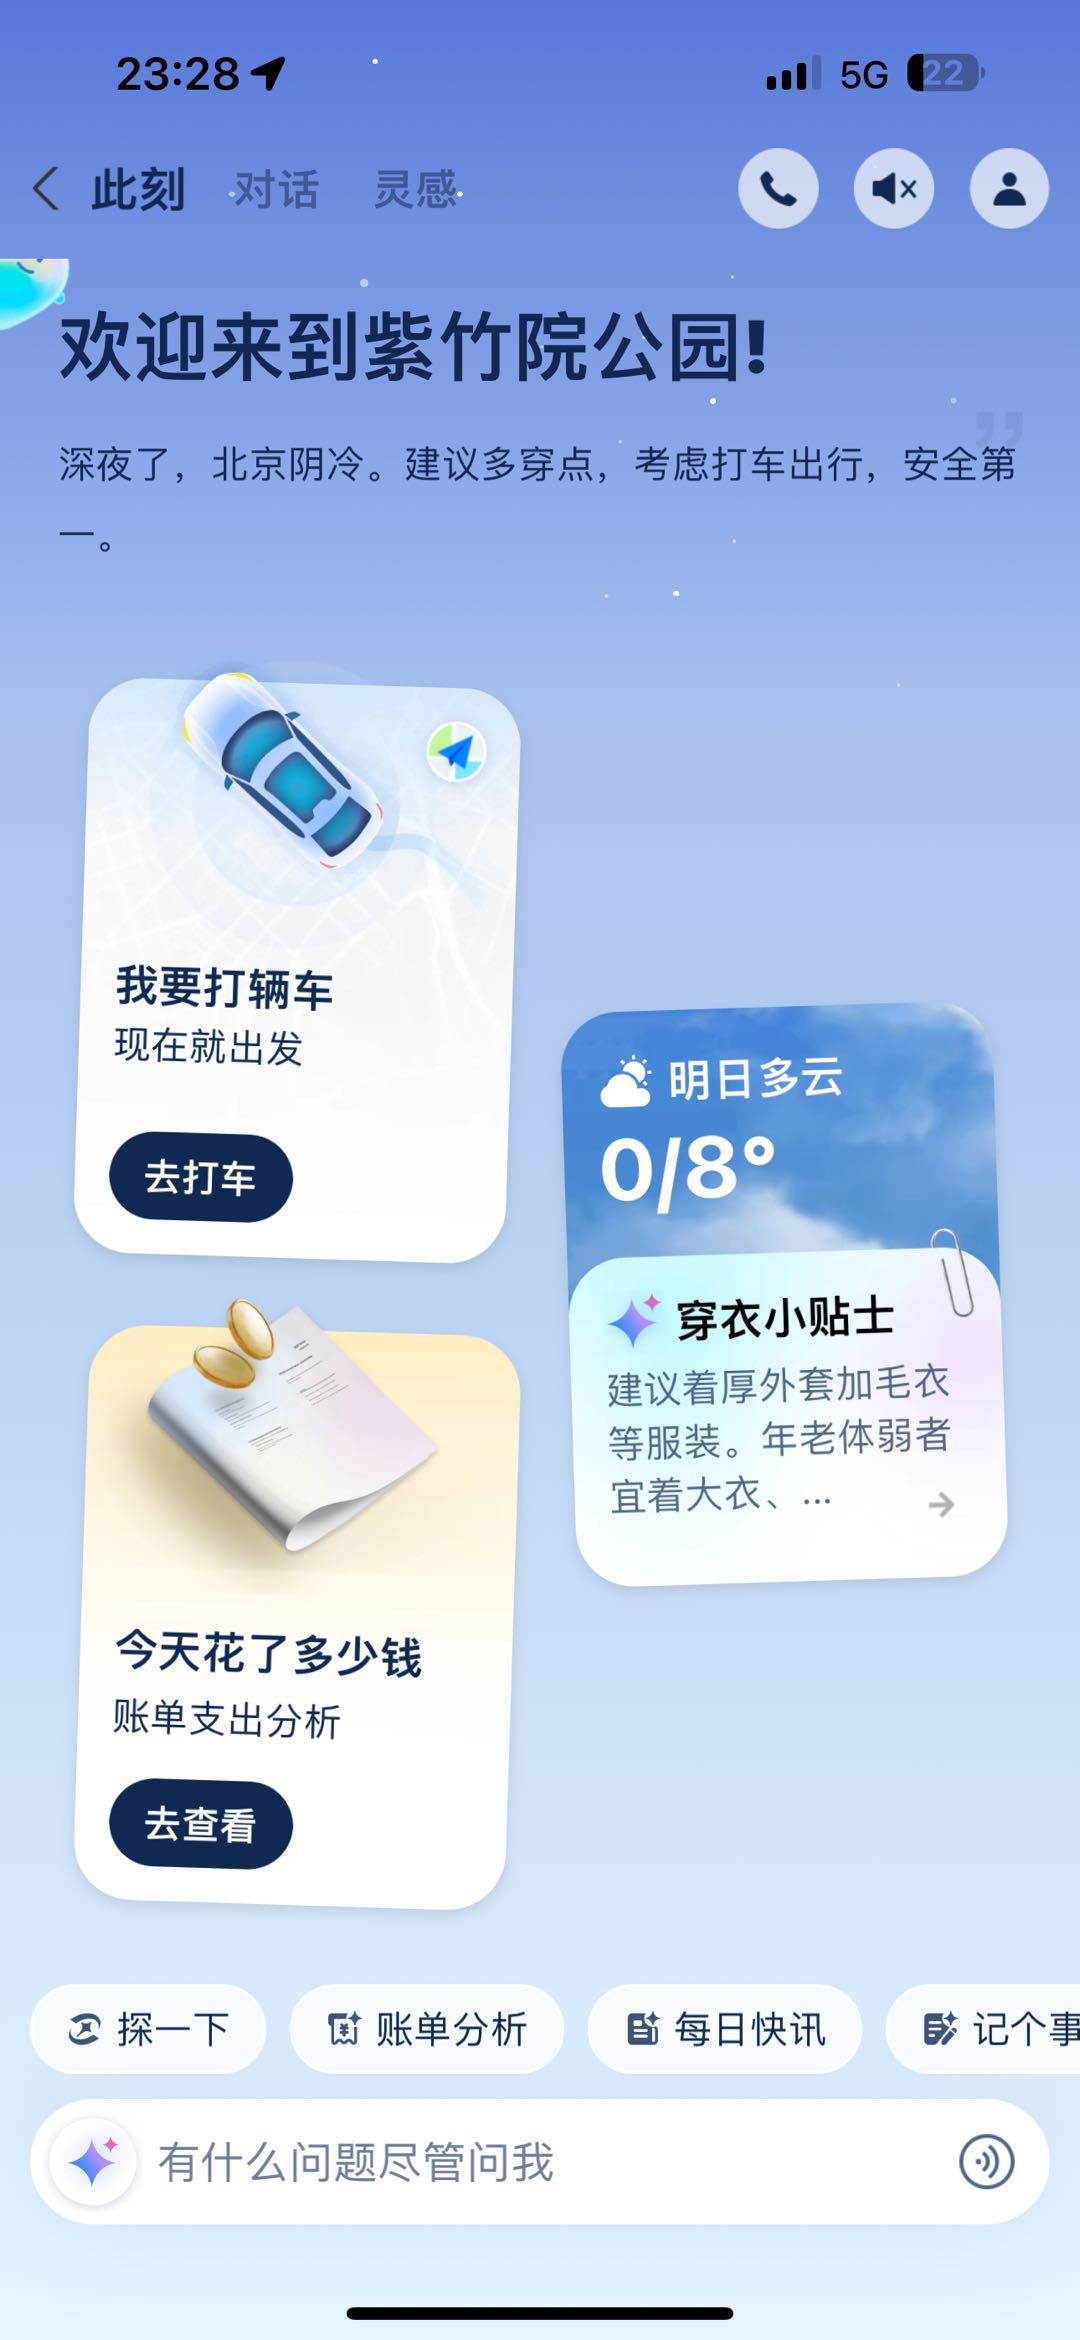 23:28
5G 22
此刻 对话 灵感
欢迎来到紫竹院公园!
深夜了，北京阴冷。建议多穿点，考虑打车出行，安全第
一。
我要打辆车
现在就出发
去打车
明日多云
0/8°
穿衣小贴士
建议着厚外套加毛衣
等服装。年老体弱者
宜着大衣、...
今天花了多少钱
账单支出分析
去查看
探一下 账单分析 每日快讯 记个事
有什么问题尽管问我